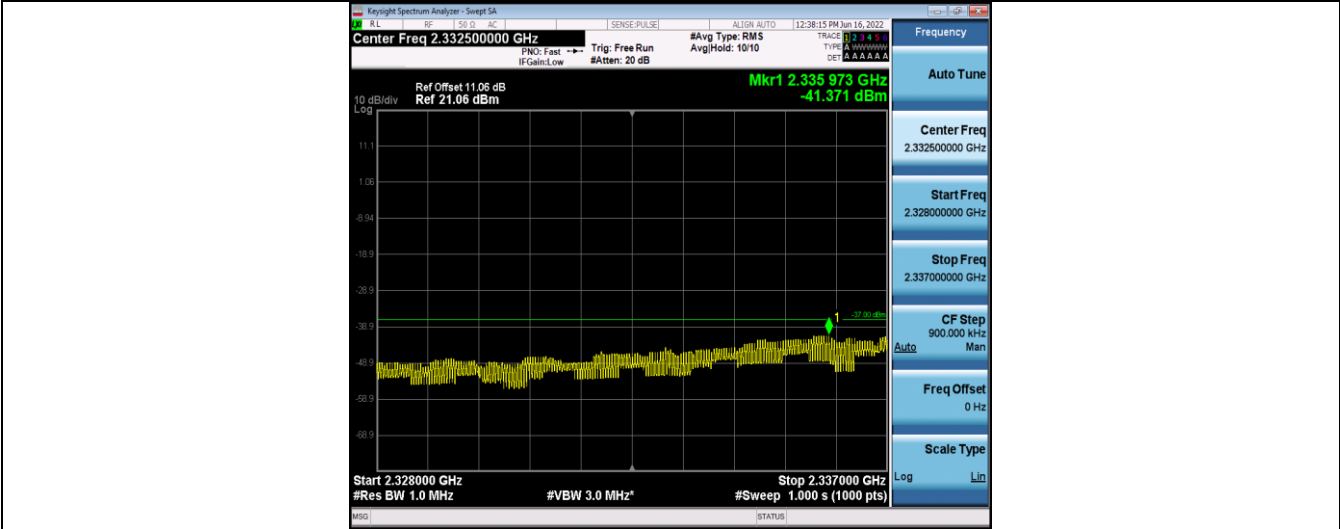 Keysight Spectrum Analyzer - Swept SA
RL RF 50 Ω AC SENSE:PULSE ALIGN AUTO 12:38:15 PM Jun 16, 2022
Center Freq 2.332500000 GHz
PNO: Fast
IFGain:Low
Trig: Free Run
#Atten: 20 dB
#Avg Type: RMS
Avg|Hold: 10/10
TRACE 1 2 3 4 5 6
TYPE A WWWWW
DET A A A A A A
Mkr1 2.335 973 GHz
-41.371 dBm
Ref Offset 11.06 dB
10 dB/div Ref 21.06 dBm
Log
11.1
1.06
-8.94
-18.9
-28.9
-38.9
-48.9
-58.9
-68.9
1
-37.00 dBm
Start 2.328000 GHz
Stop 2.337000 GHz
#Res BW 1.0 MHz
#VBW 3.0 MHz*
#Sweep 1.000 s (1000 pts)
MSG
STATUS
Frequency
Auto Tune
Center Freq
2.332500000 GHz
Start Freq
2.328000000 GHz
Stop Freq
2.337000000 GHz
CF Step
900.000 kHz
Auto Man
Freq Offset
0 Hz
Scale Type
Log Lin